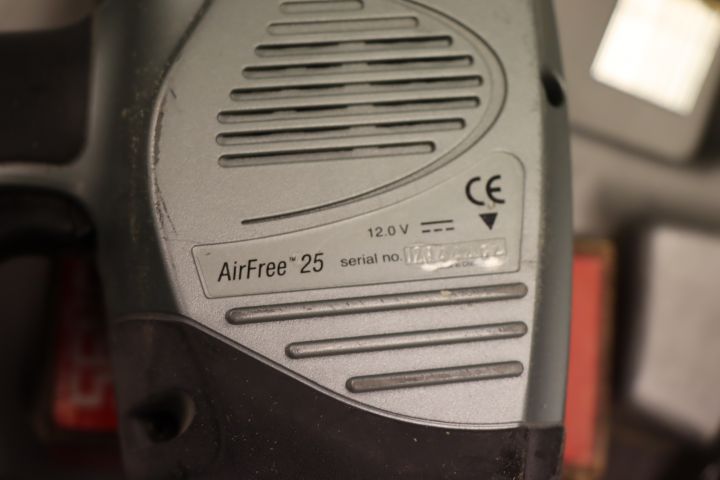 CE
12.0 V
AirFree™ 25 serial no.